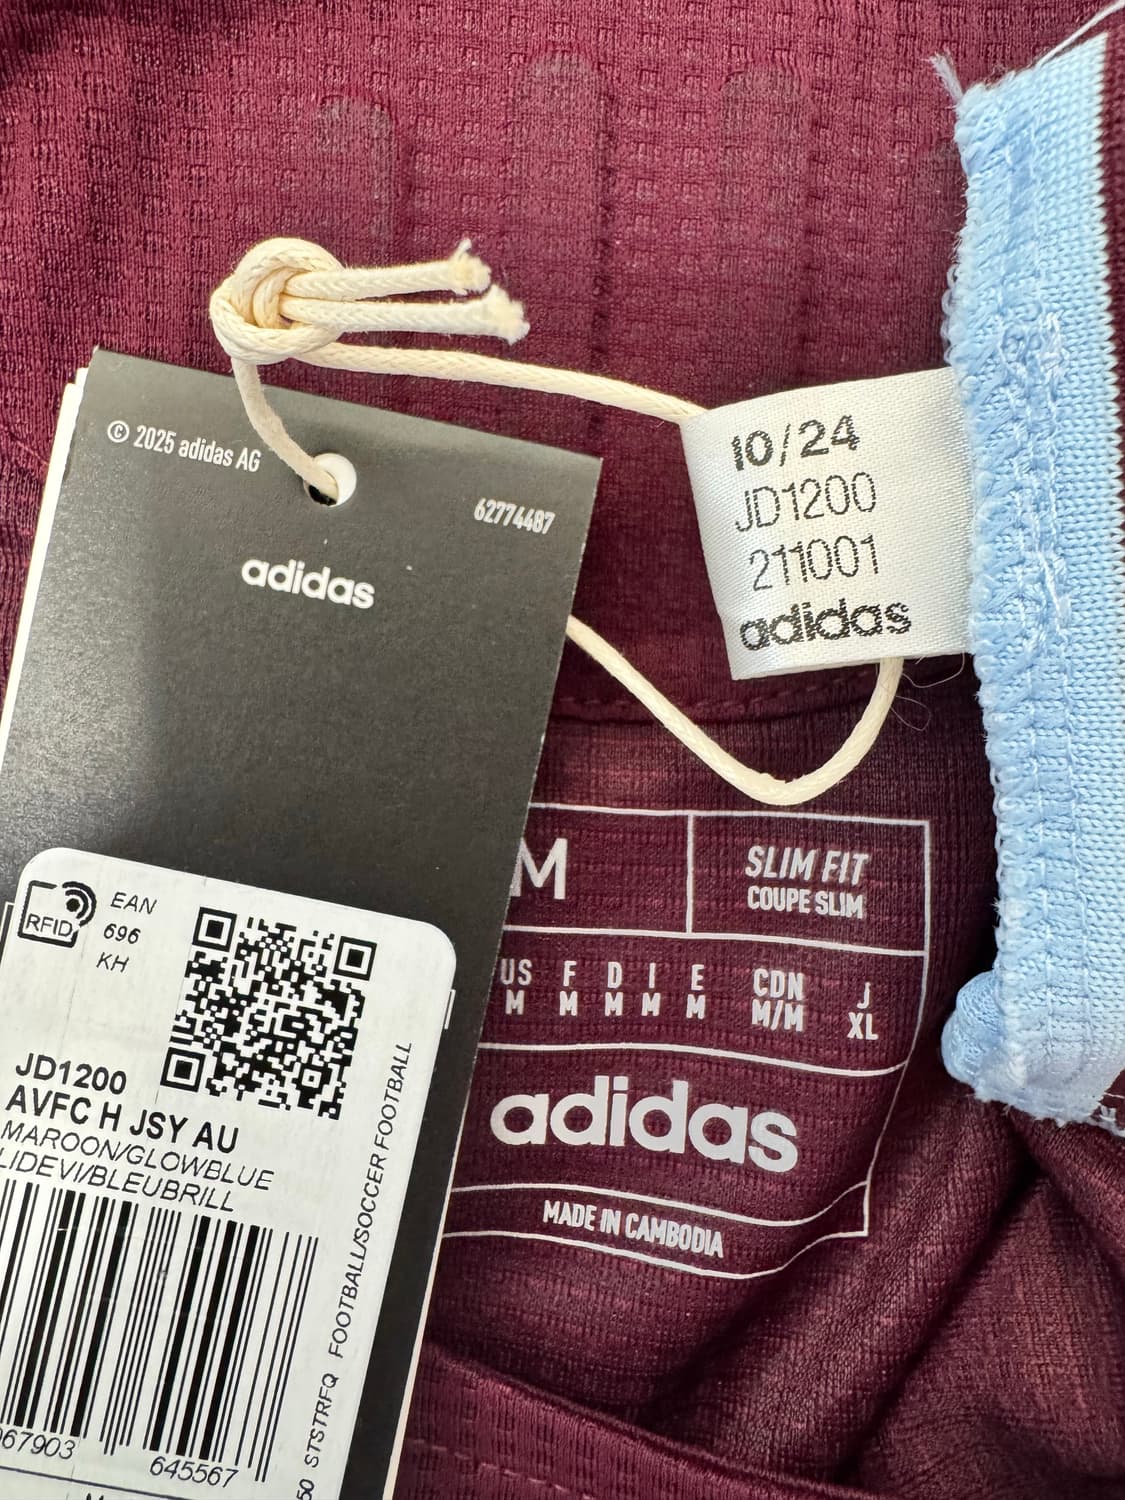 © 2025 adidas AG
62774487
adidas
10/24
JD1200
211001
adidas
M
SLIM FIT
COUPE SLIM
US F D I E CDN J
M M M M M M/M XL
adidas
MADE IN CAMBODIA
RFID
EAN
696
KH
JD1200
AVFC H JSY AU
MAROON/GLOWBLUE
LIDEVI/BLEUBRILL
67903
645567
50 STSTRFQ FOOTBALL/SOCCER FOOTBALL